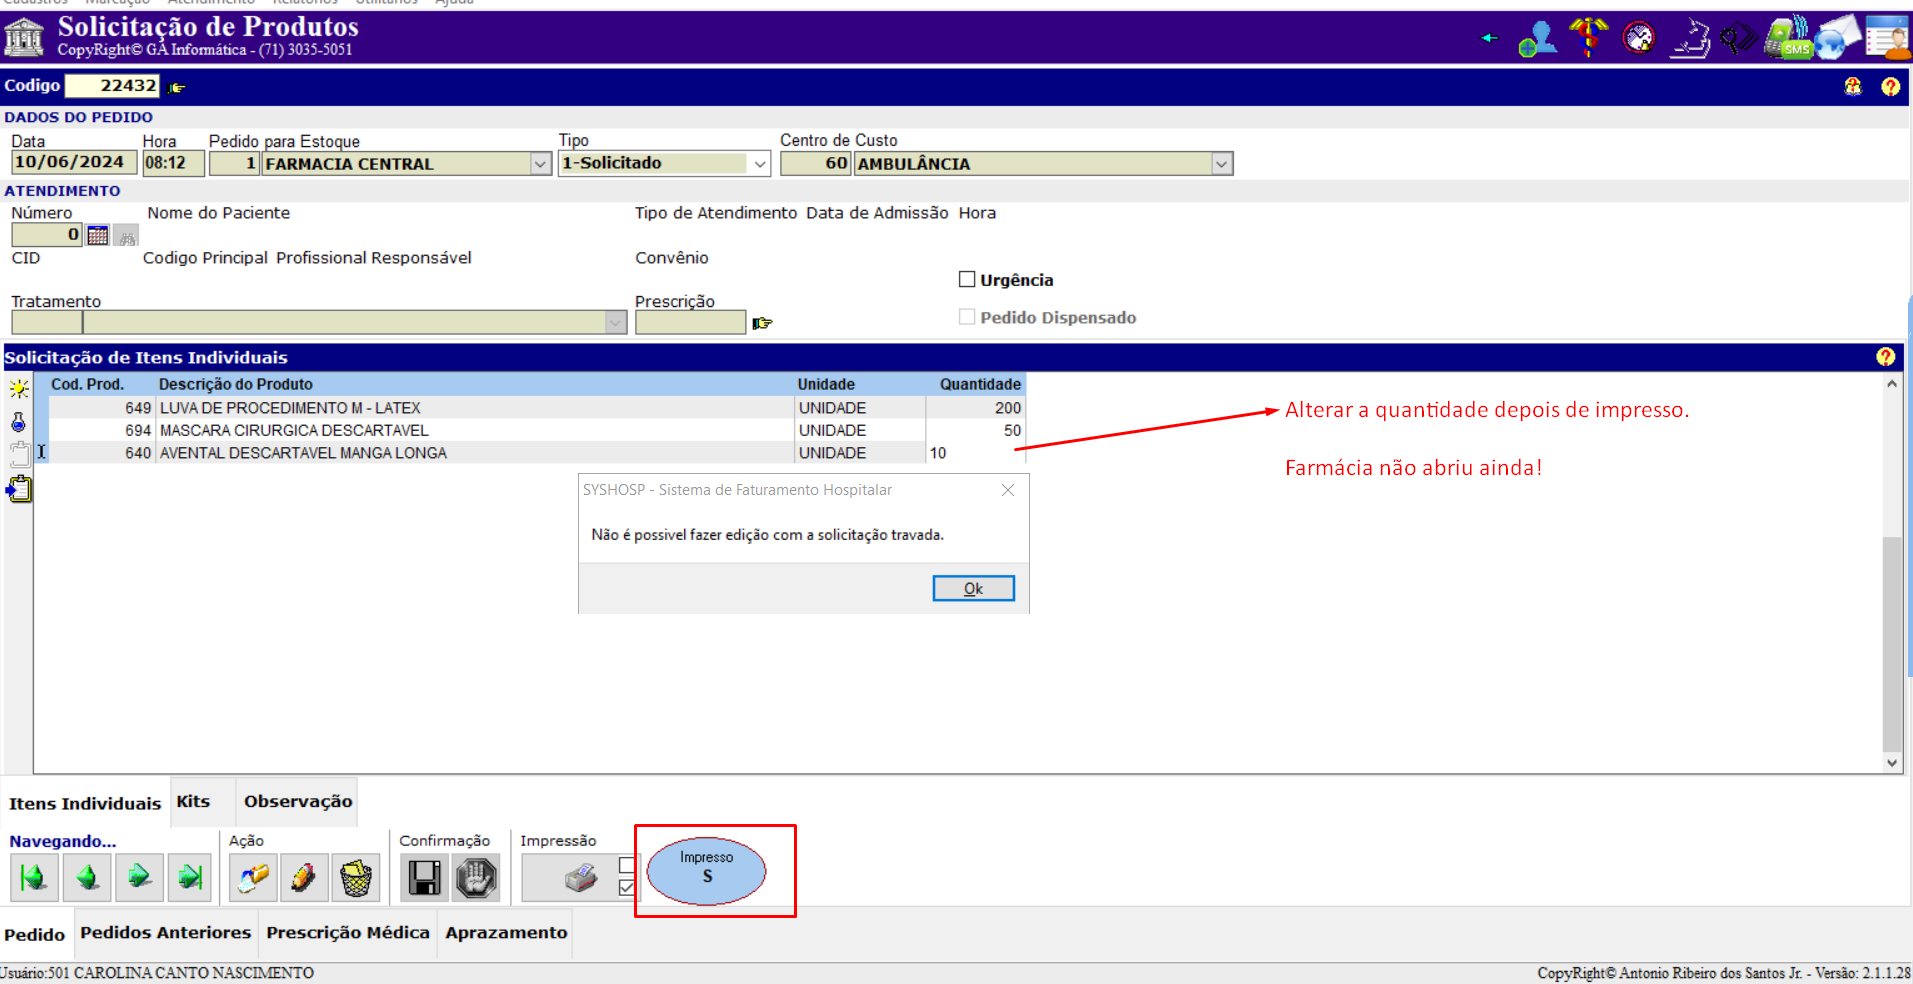 Cadastros Marcação Atendimento Relatórios Utilitários Ajuda
Solicitação de Produtos
CopyRight© GA Informática - (71) 3035-5051
SMS
Codigo 22432
DADOS DO PEDIDO
Data Hora Pedido para Estoque Tipo Centro de Custo
10/06/2024 08:12 1 FARMACIA CENTRAL 1-Solicitado 60 AMBULÂNCIA
ATENDIMENTO
Número Nome do Paciente Tipo de Atendimento Data de Admissão Hora
0
CID Codigo Principal Profissional Responsável Convênio
Urgência
Tratamento Prescrição
Pedido Dispensado
Solicitação de Itens Individuais
Cod. Prod. Descrição do Produto Unidade Quantidade
649 LUVA DE PROCEDIMENTO M - LATEX UNIDADE 200
694 MASCARA CIRURGICA DESCARTAVEL UNIDADE 50
640 AVENTAL DESCARTAVEL MANGA LONGA UNIDADE 10
Alterar a quantidade depois de impresso.
Farmácia não abriu ainda!
SYSHOSP - Sistema de Faturamento Hospitalar
Não é possivel fazer edição com a solicitação travada.
Ok
Itens Individuais Kits Observação
Navegando... Ação Confirmação Impressão
Impresso
S
Pedido Pedidos Anteriores Prescrição Médica Aprazamento
Usuário:501 CAROLINA CANTO NASCIMENTO CopyRight© Antonio Ribeiro dos Santos Jr. - Versão: 2.1.1.28